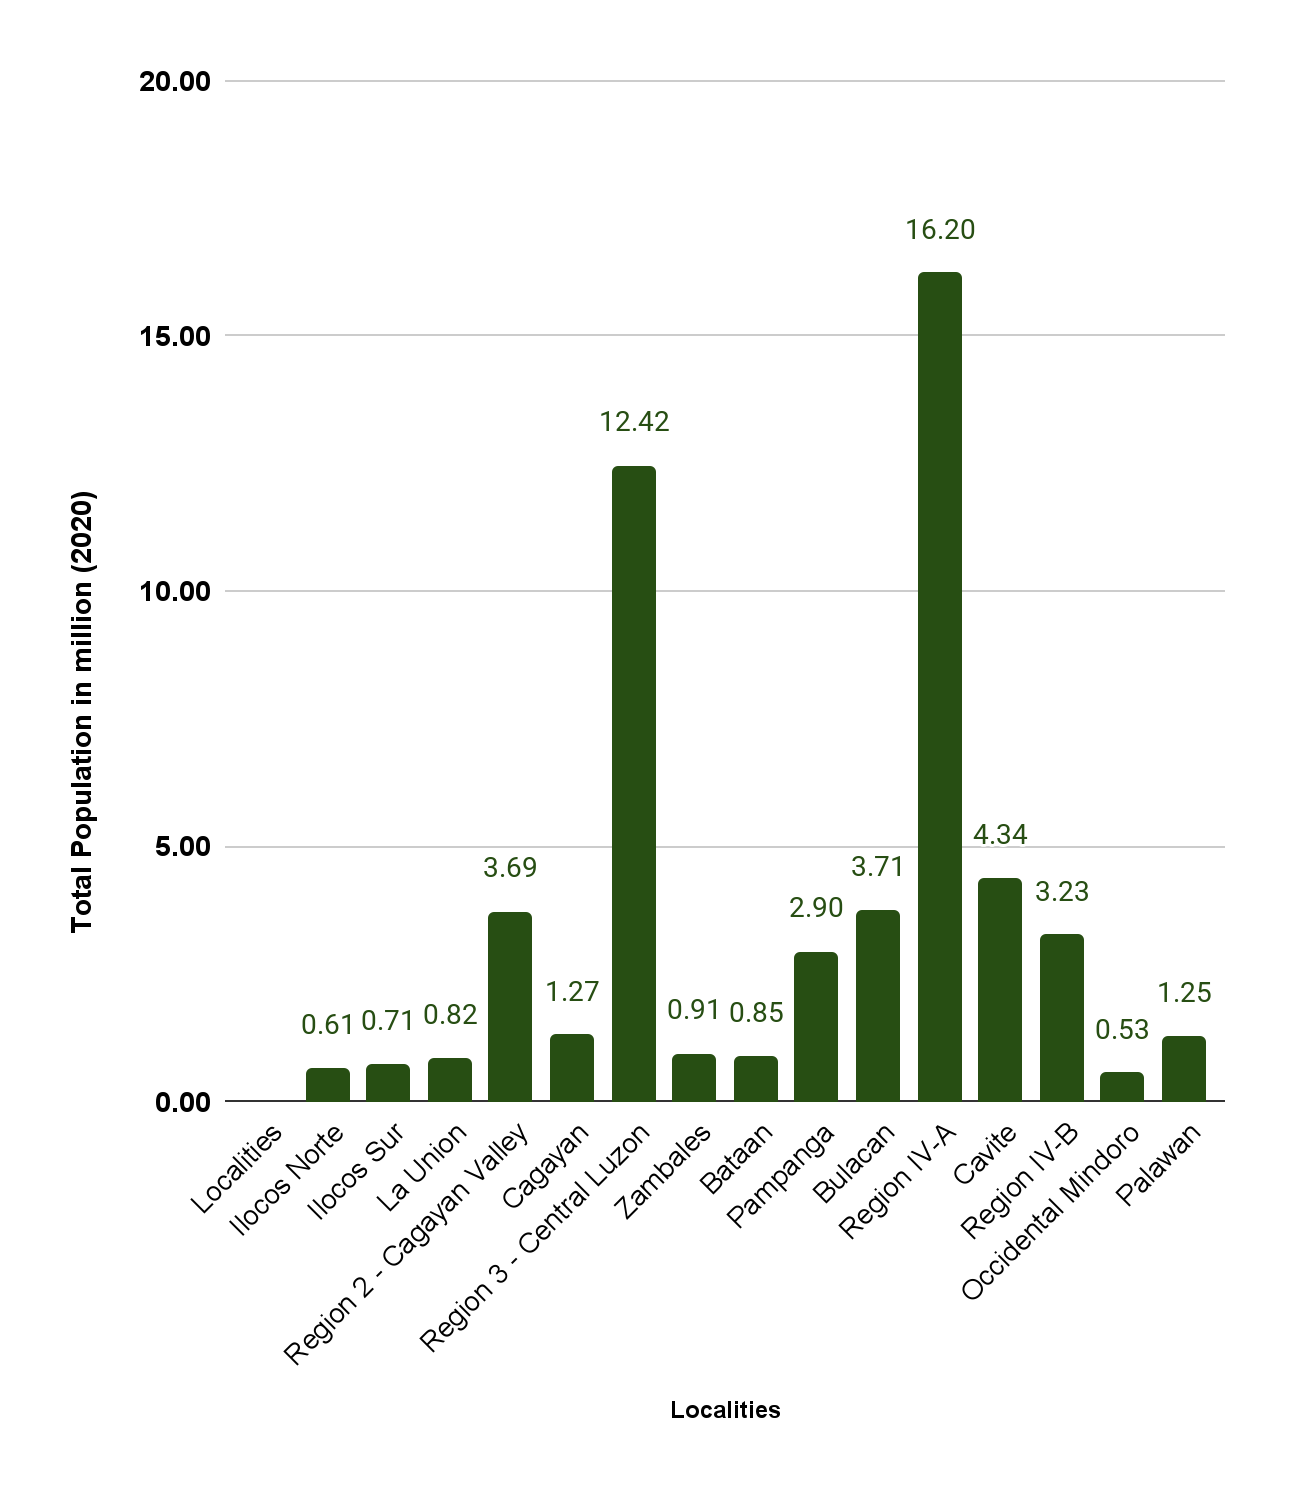 20.00
16.20
15.00
12.42
10.00
5.00
4.34
3.69
3.71
3.23
2.90
1.27
1.25
0.61
0.71
0.82
0.91
0.85
0.53
0.00
Total Population in million (2020)
Localities
Ilocos Norte
Ilocos Sur
La Union
Region 2 - Cagayan Valley
Cagayan
Region 3 - Central Luzon
Zambales
Bataan
Pampanga
Bulacan
Region IV-A
Cavite
Region IV-B
Occidental Mindoro
Palawan
Localities